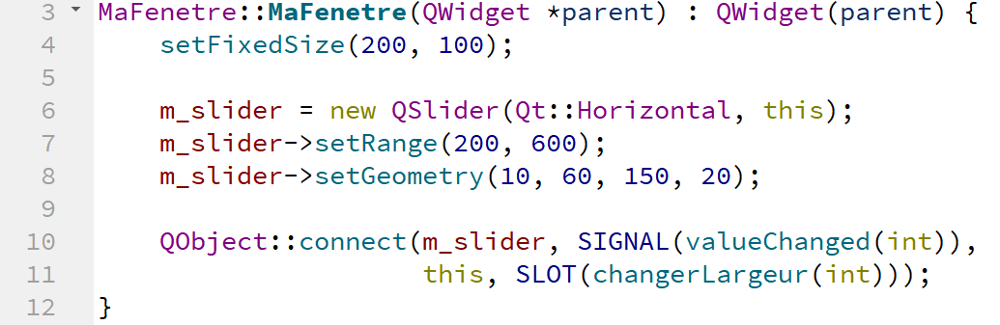 3 MaFenetre::MaFenetre(QWidget *parent) : QWidget(parent) {
4 setFixedSize(200, 100);
5
6 m_slider = new QSlider(Qt::Horizontal, this);
7 m_slider->setRange(200, 600);
8 m_slider->setGeometry(10, 60, 150, 20);
9
10 QObject::connect(m_slider, SIGNAL(valueChanged(int)),
11 this, SLOT(changerLargeur(int)));
12 }